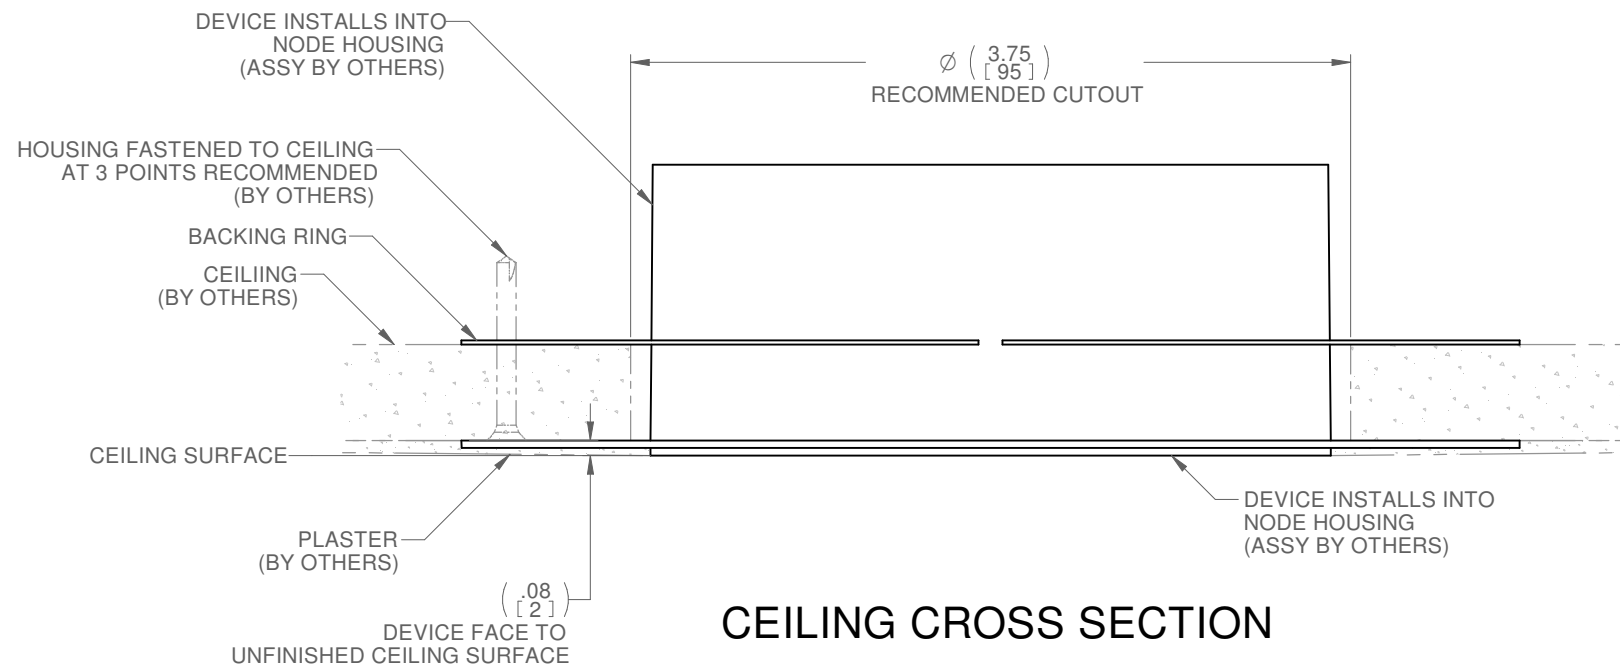 DEVICE INSTALLS INTO
NODE HOUSING
(ASSY BY OTHERS)
Ø ( 3.75
[ 95 ] )
RECOMMENDED CUTOUT
HOUSING FASTENED TO CEILING
AT 3 POINTS RECOMMENDED
(BY OTHERS)
BACKING RING
CEILIING
(BY OTHERS)
CEILING SURFACE
PLASTER
(BY OTHERS)
( .08
[ 2 ] )
DEVICE FACE TO
UNFINISHED CEILING SURFACE
DEVICE INSTALLS INTO
NODE HOUSING
(ASSY BY OTHERS)
CEILING CROSS SECTION